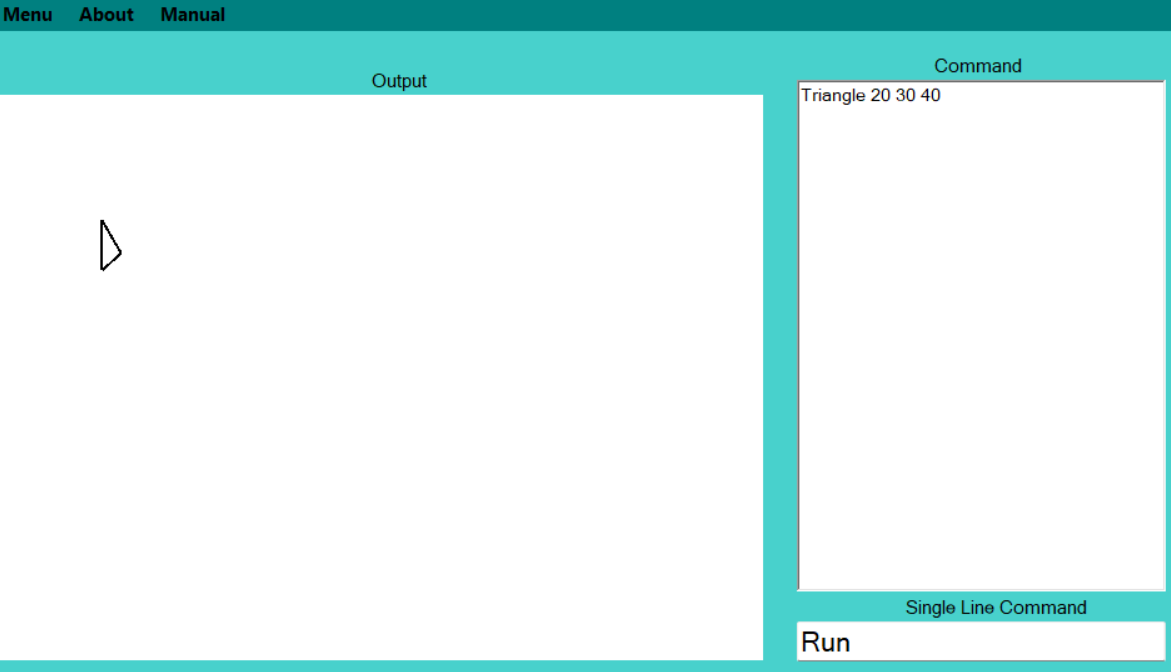 Menu About Manual
Output
Command
Triangle 20 30 40
Single Line Command
Run